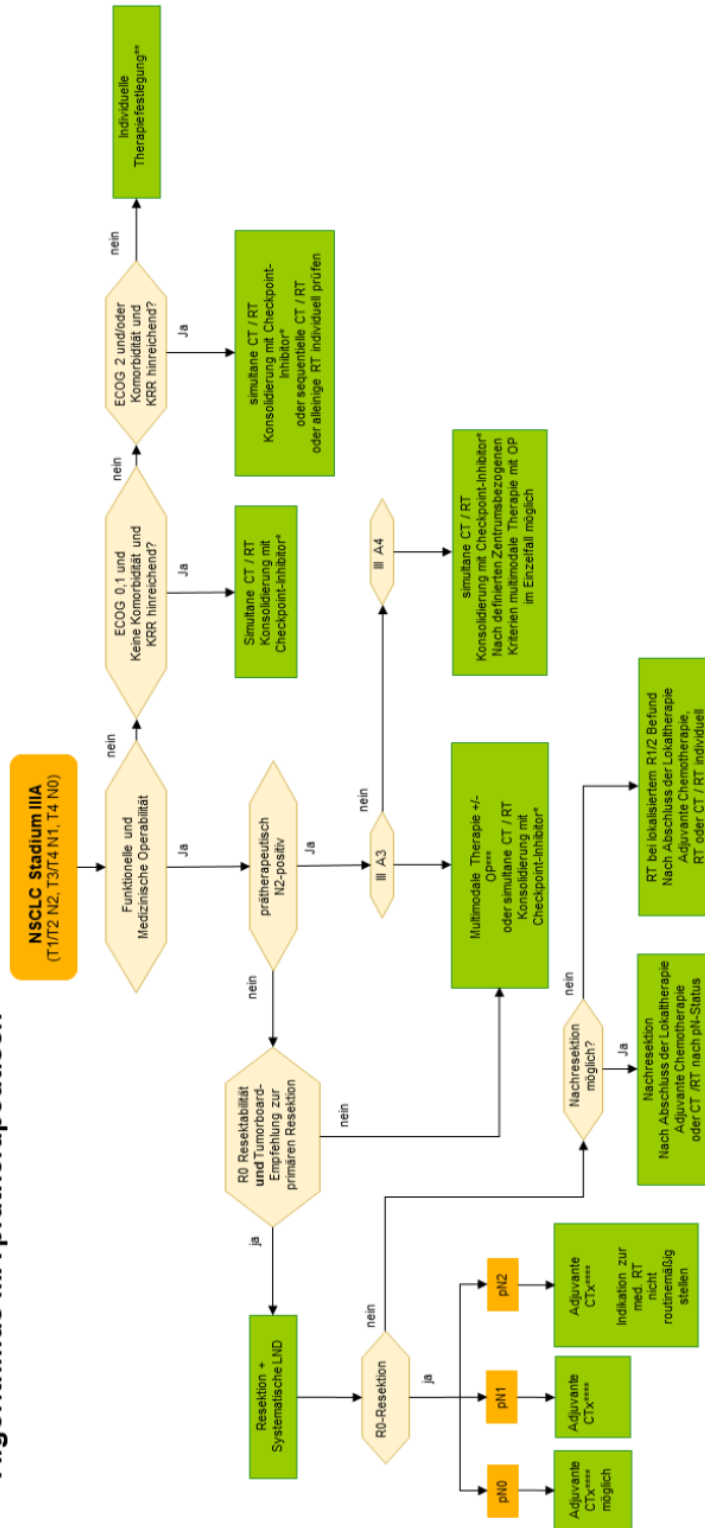 Algorithmus IIIA prätherapeutisch
NSCLC Stadium IIIA
(T1/T2 N2, T3/T4 N1, T4 N0)
Funktionelle und
Medizinische Operabilität
nein
ECOG 0,1 und
Keine Komorbidität und
KRR hinreichend?
nein
ECOG 2 und/oder
Komorbidität und
KRR hinreichend?
nein
Individuelle
Therapiefestlegung**
Ja
Ja
Ja
Simultane CT / RT
Konsolidierung mit
Checkpoint-Inhibitor*
simultane CT / RT
Konsolidierung mit Checkpoint-
Inhibitor*
oder sequentielle CT / RT
oder alleinige RT individuell prüfen
prätherapeutisch
N2-positiv
nein
Ja
R0 Resektabilität
und Tumorboard-
Empfehlung zur
primären Resektion
ja
nein
III A3
nein
III A4
Resektion +
Systematische LND
Multimodale Therapie +/-
OP***
oder simultane CT / RT
Konsolidierung mit
Checkpoint-Inhibitor*
simultane CT / RT
Konsolidierung mit Checkpoint-Inhibitor*
Nach definierten Zentrumsbezogenen
Kriterien multimodale Therapie mit OP
im Einzelfall möglich
R0-Resektion
nein
ja
Nachresektion
möglich?
nein
Ja
pN0
pN1
pN2
Adjuvante
CTx****
möglich
Adjuvante
CTx****
Adjuvante
CTx****
Indikation zur
med. RT
nicht
routinemäßig
stellen
Nachresektion
Nach Abschluss der Lokaltherapie
Adjuvante Chemotherapie
oder CT /RT nach pN-Status
RT bei lokalisiertem R1/2 Befund
Nach Abschluss der Lokaltherapie
Adjuvante Chemotherapie,
RT oder CT / RT individuell